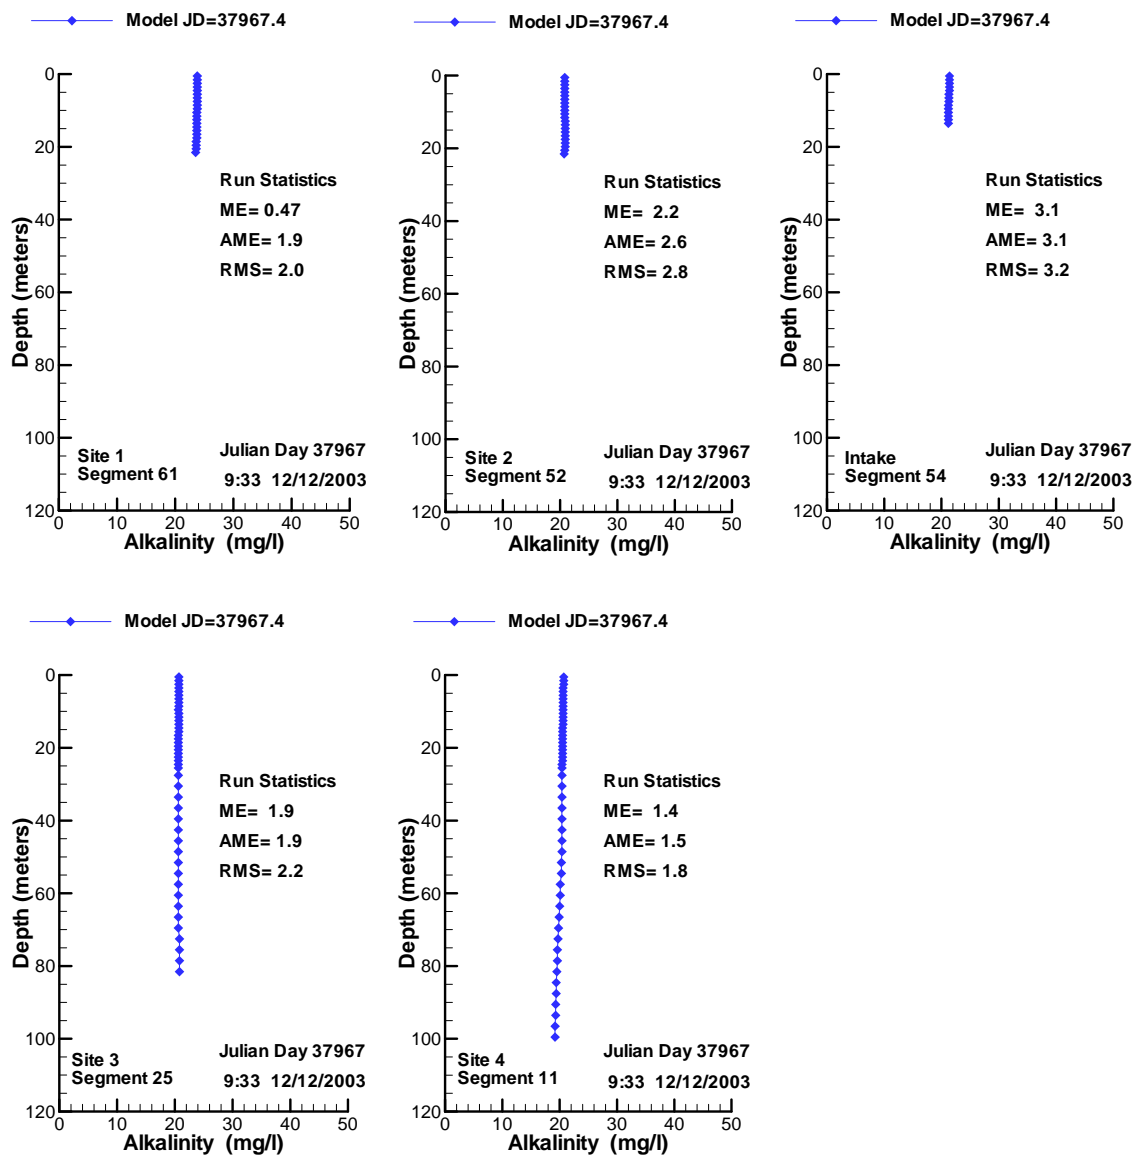 Model JD=37967.4
0
20
40
60
80
100
120
Depth (meters)
Run Statistics
ME= 0.47
AME= 1.9
RMS= 2.0
Site 1
Segment 61
Julian Day 37967
9:33 12/12/2003
0 10 20 30 40 50
Alkalinity (mg/l)
Model JD=37967.4
0
20
40
60
80
100
120
Depth (meters)
Run Statistics
ME= 2.2
AME= 2.6
RMS= 2.8
Site 2
Segment 52
Julian Day 37967
9:33 12/12/2003
0 10 20 30 40 50
Alkalinity (mg/l)
Model JD=37967.4
0
20
40
60
80
100
120
Depth (meters)
Run Statistics
ME= 3.1
AME= 3.1
RMS= 3.2
Intake
Segment 54
Julian Day 37967
9:33 12/12/2003
0 10 20 30 40 50
Alkalinity (mg/l)
Model JD=37967.4
0
20
40
60
80
100
120
Depth (meters)
Run Statistics
ME= 1.9
AME= 1.9
RMS= 2.2
Site 3
Segment 25
Julian Day 37967
9:33 12/12/2003
0 10 20 30 40 50
Alkalinity (mg/l)
Model JD=37967.4
0
20
40
60
80
100
120
Depth (meters)
Run Statistics
ME= 1.4
AME= 1.5
RMS= 1.8
Site 4
Segment 11
Julian Day 37967
9:33 12/12/2003
0 10 20 30 40 50
Alkalinity (mg/l)